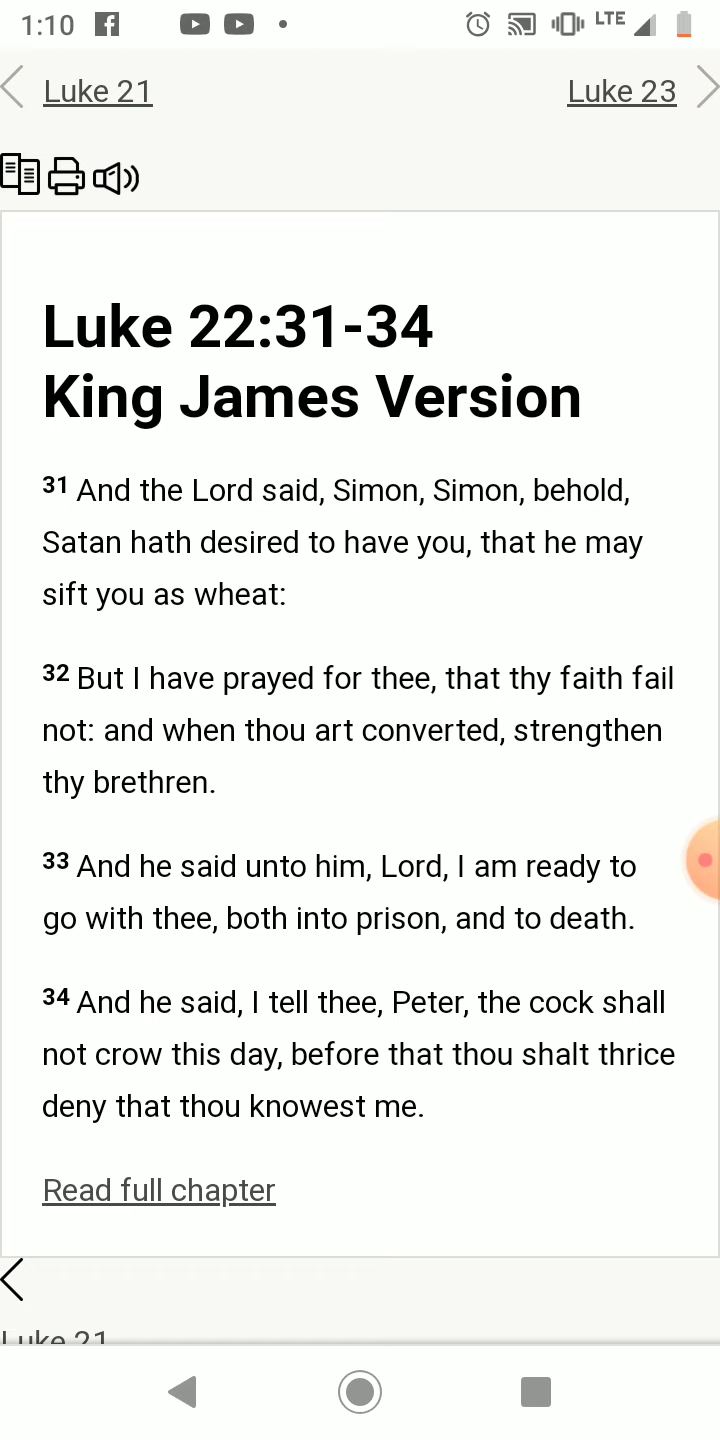 1:10 LTE
Luke 21 Luke 23
Luke 22:31-34
King James Version
31 And the Lord said, Simon, Simon, behold,
Satan hath desired to have you, that he may
sift you as wheat:
32 But I have prayed for thee, that thy faith fail
not: and when thou art converted, strengthen
thy brethren.
33 And he said unto him, Lord, I am ready to
go with thee, both into prison, and to death.
34 And he said, I tell thee, Peter, the cock shall
not crow this day, before that thou shalt thrice
deny that thou knowest me.
Read full chapter
Luke 21